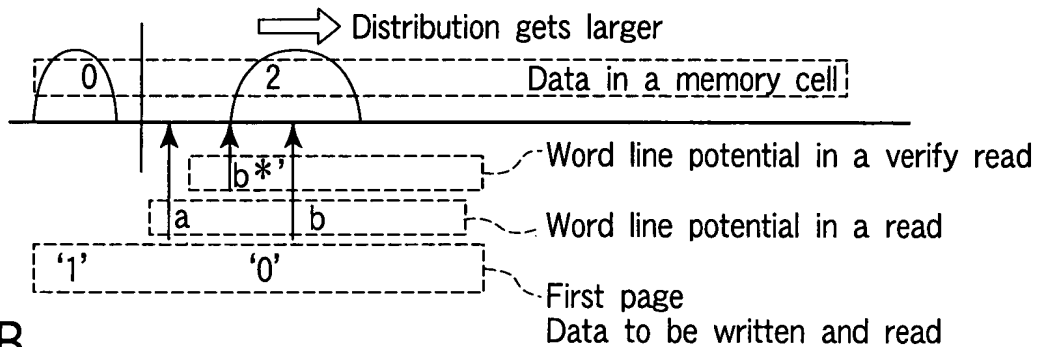 Distribution gets larger
0 2 Data in a memory cell
Word line potential in a verify read
b*'
a b Word line potential in a read
'1' '0'
First page
Data to be written and read
B